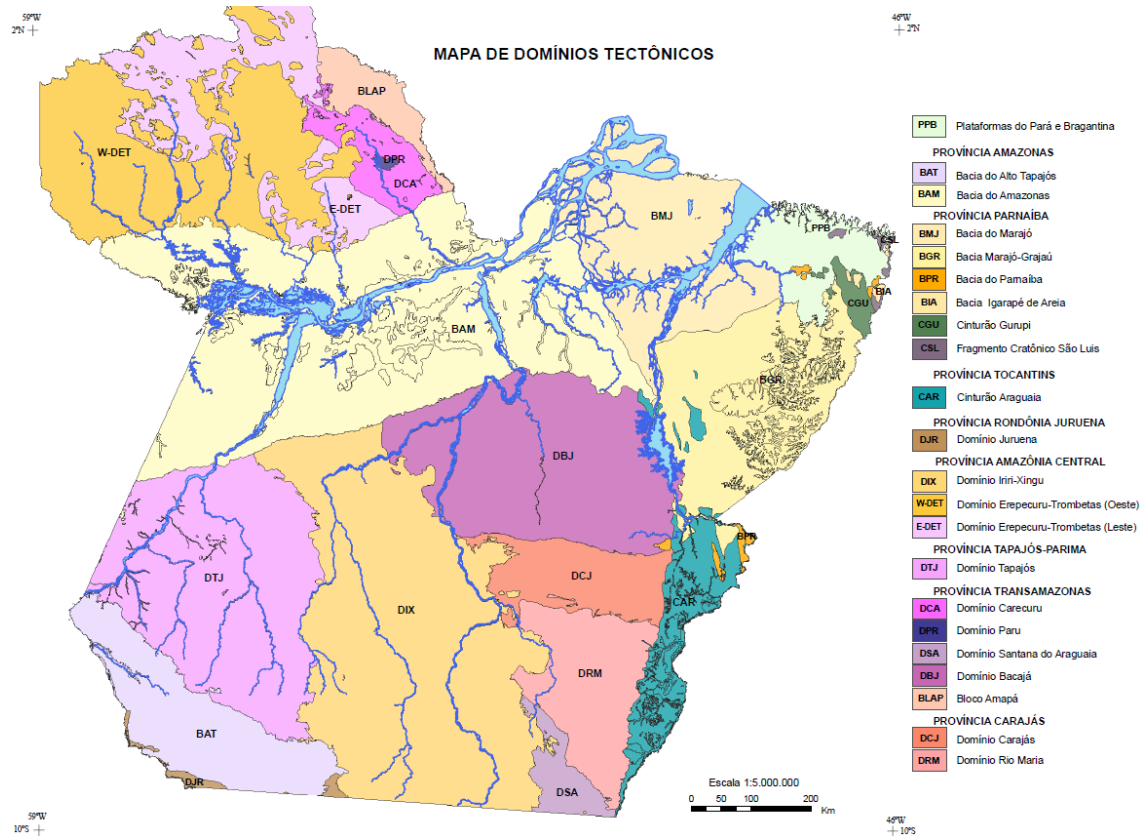 59°W
2°N
46°W
2°N
MAPA DE DOMÍNIOS TECTÔNICOS
BLAP
W-DET
DPR
DCA
E-DET
BMJ
PPB
CSL
BIA
CGU
BAM
BGR
DBJ
BPR
DTJ
DCJ
CAR
DIX
DRM
BAT
DJR
DSA
PPB Plataformas do Pará e Bragantina
PROVÍNCIA AMAZONAS
BAT Bacia do Alto Tapajós
BAM Bacia do Amazonas
PROVÍNCIA PARNAÍBA
BMJ Bacia do Marajó
BGR Bacia Marajó-Grajaú
BPR Bacia do Parnaíba
BIA Bacia Igarapé de Areia
CGU Cinturão Gurupi
CSL Fragmento Cratônico São Luis
PROVÍNCIA TOCANTINS
CAR Cinturão Araguaia
PROVÍNCIA RONDÔNIA JURUENA
DJR Domínio Juruena
PROVÍNCIA AMAZÔNIA CENTRAL
DIX Domínio Iriri-Xingu
W-DET Domínio Erepecuru-Trombetas (Oeste)
E-DET Domínio Erepecuru-Trombetas (Leste)
PROVÍNCIA TAPAJÓS-PARIMA
DTJ Domínio Tapajós
PROVÍNCIA TRANSAMAZONAS
DCA Domínio Carecuru
DPR Domínio Paru
DSA Domínio Santana do Araguaia
DBJ Domínio Bacajá
BLAP Bloco Amapá
PROVÍNCIA CARAJÁS
DCJ Domínio Carajás
DRM Domínio Rio Maria
Escala 1:5.000.000
0 50 100 200
Km
59°W
10°S
46°W
10°S